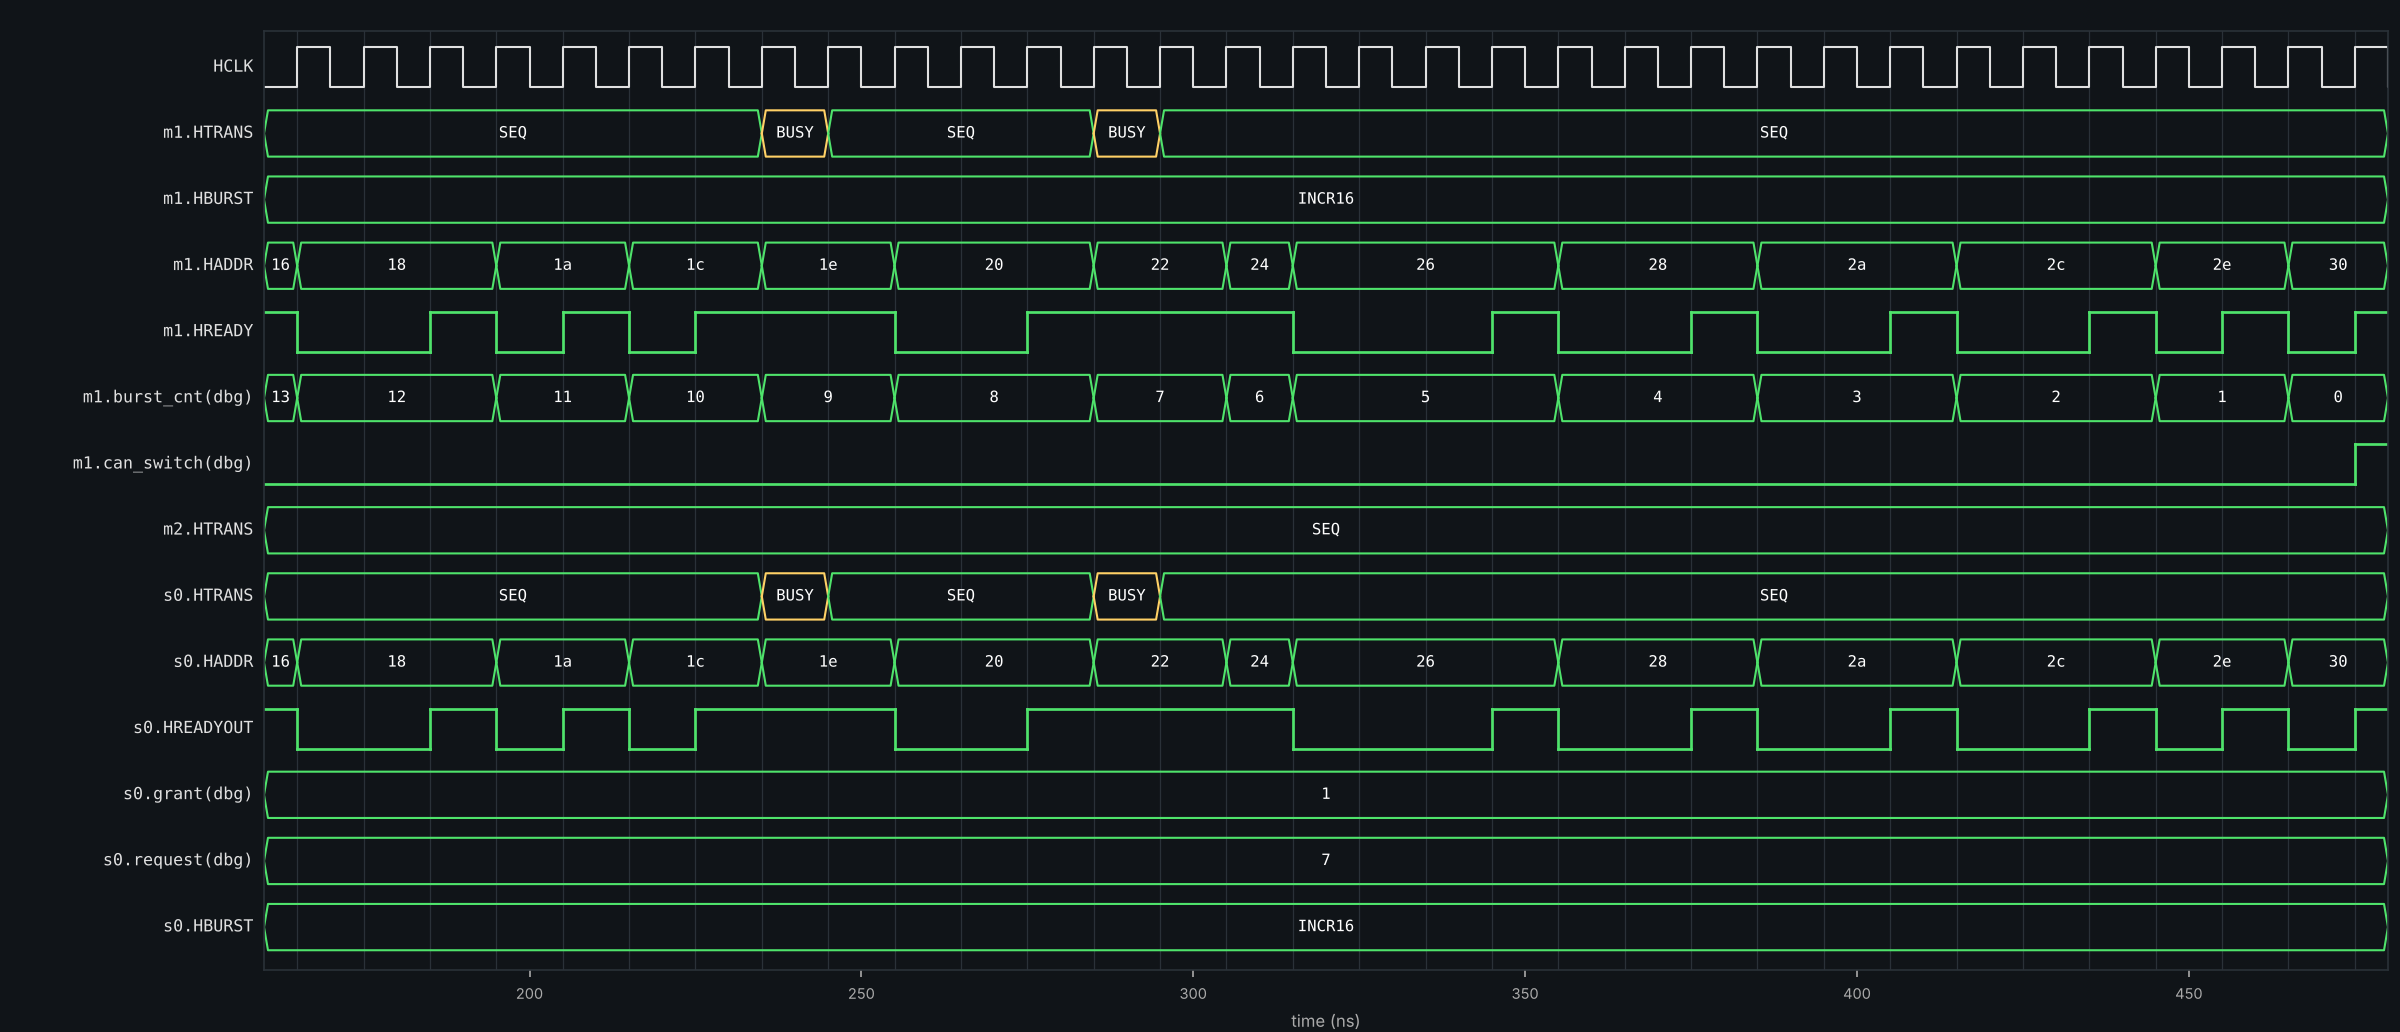 HCLK
m1.HTRANS SEQ BUSY SEQ BUSY SEQ
m1.HBURST INCR16
m1.HADDR 16 18 1a 1c 1e 20 22 24 26 28 2a 2c 2e 30
m1.HREADY
m1.burst_cnt(dbg) 13 12 11 10 9 8 7 6 5 4 3 2 1 0
m1.can_switch(dbg)
m2.HTRANS SEQ
s0.HTRANS SEQ BUSY SEQ BUSY SEQ
s0.HADDR 16 18 1a 1c 1e 20 22 24 26 28 2a 2c 2e 30
s0.HREADYOUT
s0.grant(dbg) 1
s0.request(dbg) 7
s0.HBURST INCR16
200 250 300 350 400 450
time (ns)